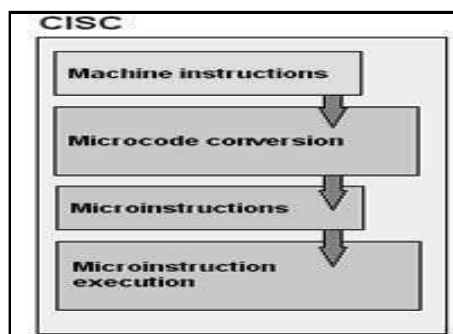 CISC
Machine instructions
Microcode conversion
Microinstructions
Microinstruction
execution